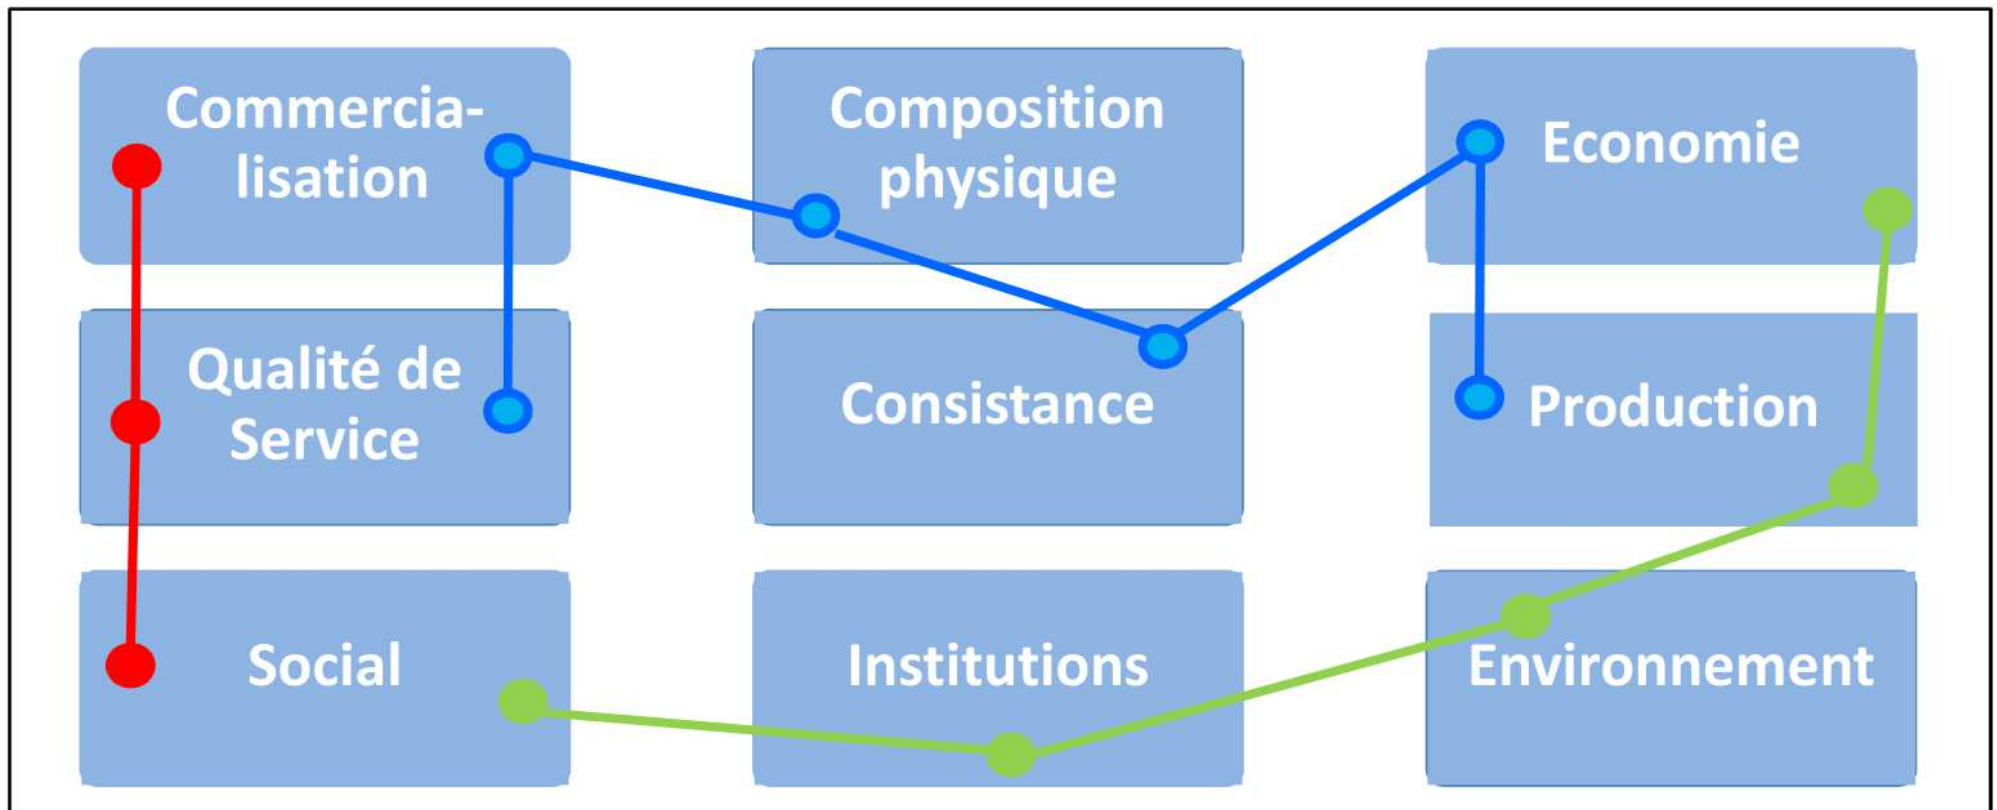 Commercia-
lisation
Composition
physique
Economie
Qualité de
Service
Consistance
Production
Social
Institutions
Environnement